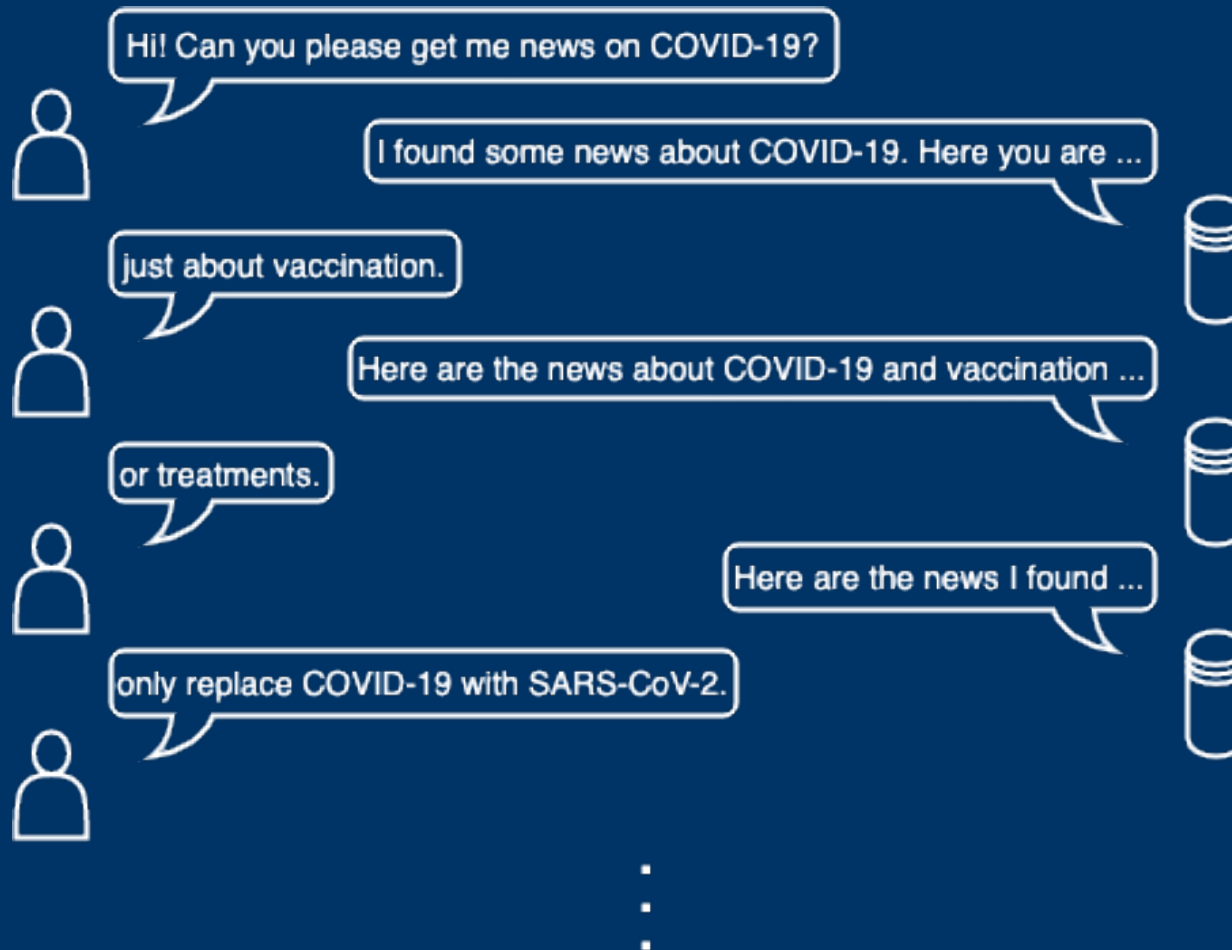 Hi! Can you please get me news on COVID-19?
I found some news about COVID-19. Here you are ...
just about vaccination.
Here are the news about COVID-19 and vaccination ...
or treatments.
Here are the news I found ...
only replace COVID-19 with SARS-CoV-2.